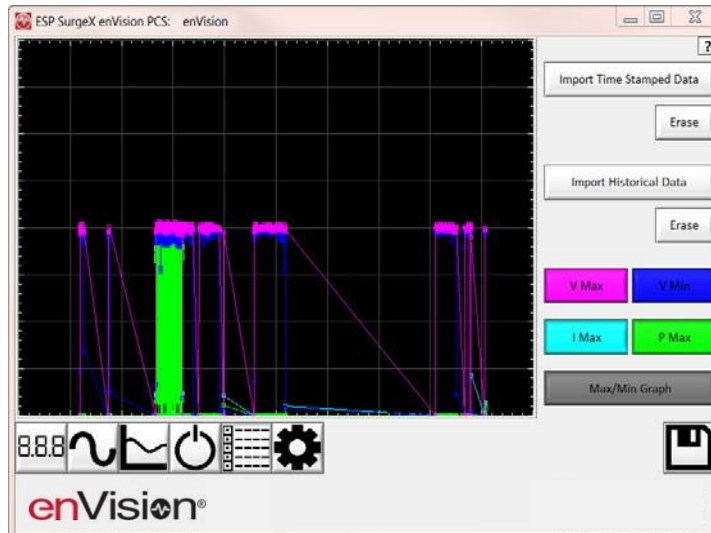 ESP SurgeX enVision PCS: enVision
?
Import Time Stamped Data
Erase
Import Historical Data
Erase
V Max
V Min
I Max
P Max
Max/Min Graph
8.8.8
enVision®